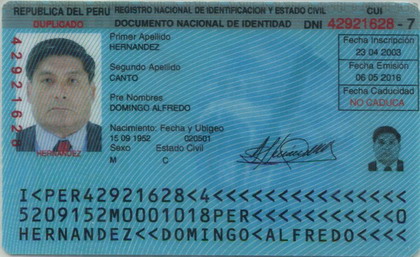 REPUBLICA DEL PERU REGISTRO NACIONAL DE IDENTIFICACION Y ESTADO CIVIL CUI
DUPLICADO DOCUMENTO NACIONAL DE IDENTIDAD DNI 42921628 - 7
Primer Apellido
HERNANDEZ
Segundo Apellido
CANTO
Pre Nombres
DOMINGO ALFREDO
Nacimiento: Fecha y Ubigeo
15 09 1952 020501
Sexo Estado Civil
M C
Fecha Inscripción
23 04 2003
Fecha Emisión
06 05 2016
Fecha Caducidad
NO CADUCA
42921628
HERNANDEZ
I<PER42921628<4<<<<<<<<<<<<<<<
5209152M0001018PER<<<<<<<<<<<0
HERNANDEZ<<DOMINGO<ALFREDO<<<<